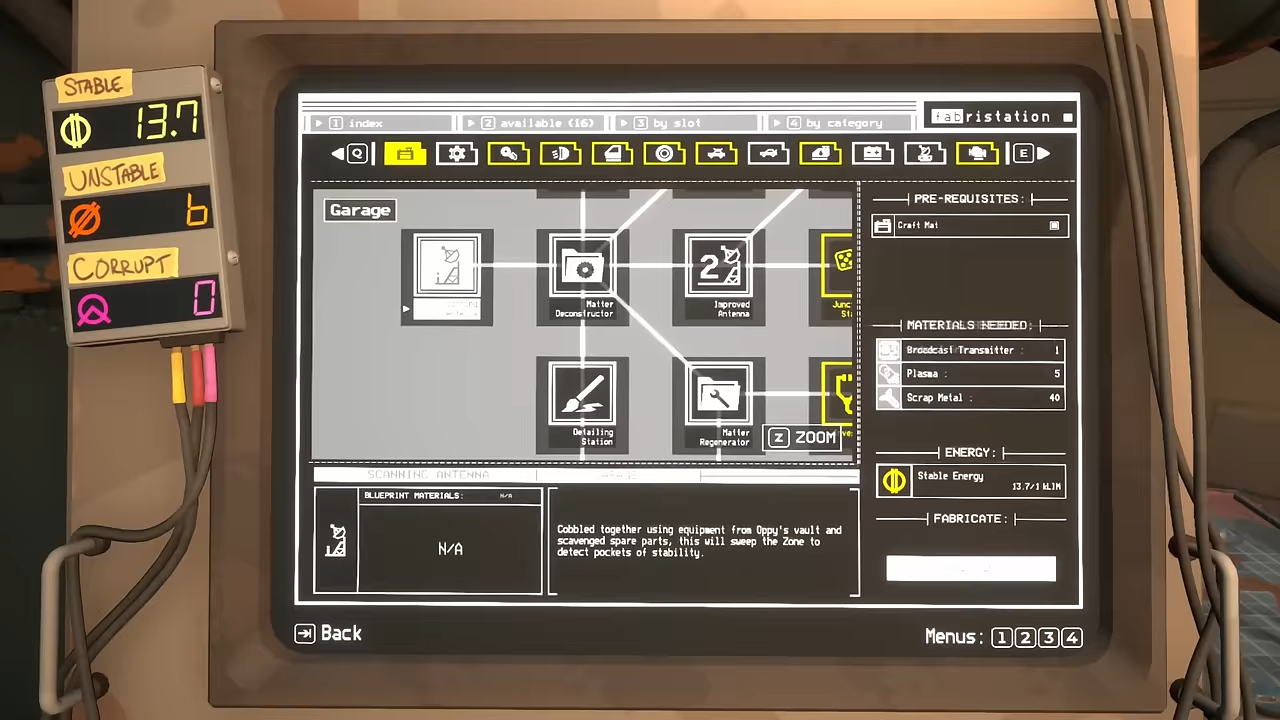 STABLE
13.7
UNSTABLE
6
CORRUPT
0
1 index
2 available (16)
3 by slot
4 by category
fabristation
Q
E
Garage
Matter
Deconstructor
2
Improved
Antenna
Detailing
Station
Matter
Regenerator
Z ZOOM
PRE-REQUISITES:
Craft Mat
MATERIALS NEEDED:
Broadcast Transmitter : 1
Plasma : 5
Scrap Metal : 40
ENERGY:
Stable Energy
13.7/1 kLIM
FABRICATE:
SCANNING ANTENNA
BLUEPRINT MATERIALS: N/A
N/A
Cobbled together using equipment from Oppy's vault and
scavenged spare parts, this will sweep the Zone to
detect pockets of stability.
Back
Menus: 1 2 3 4